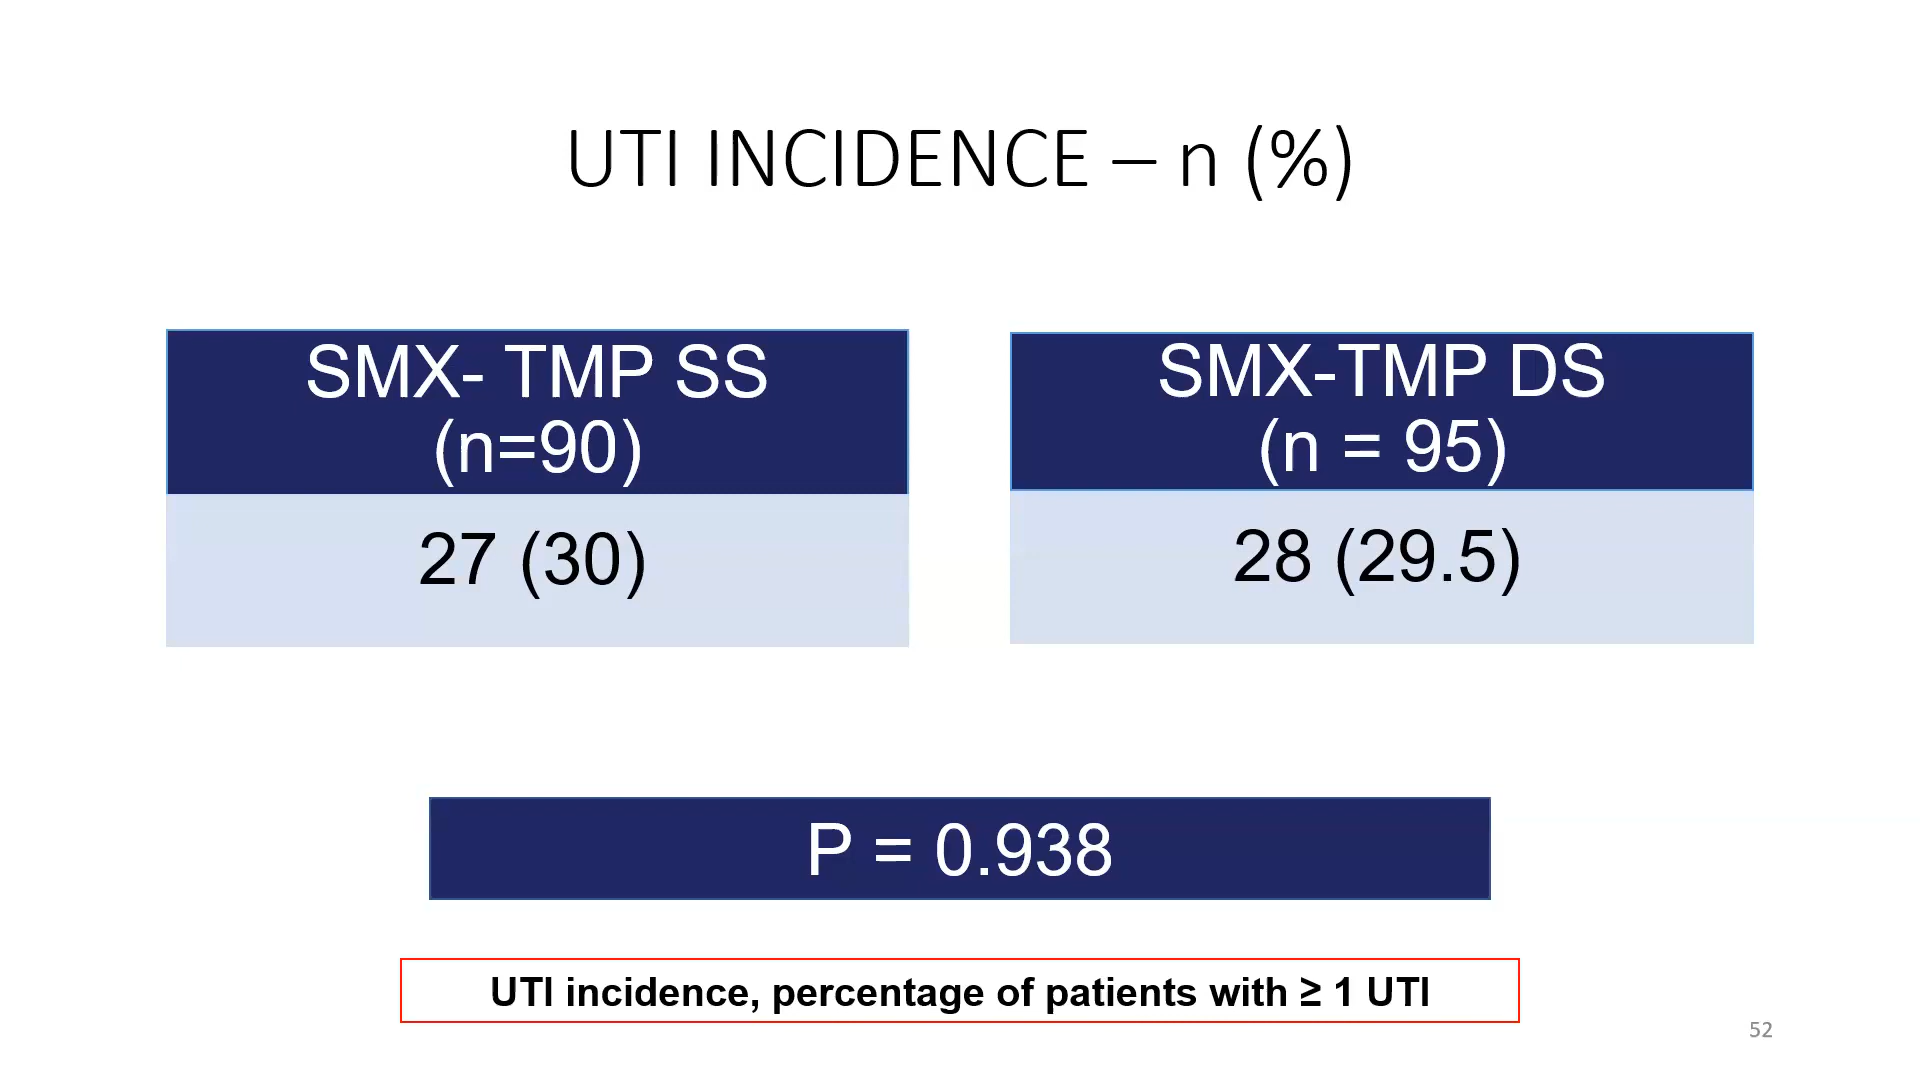 UTI INCIDENCE – n (%)
SMX- TMP SS
(n=90)
27 (30)
SMX-TMP DS
(n = 95)
28 (29.5)
P = 0.938
UTI incidence, percentage of patients with ≥ 1 UTI
52